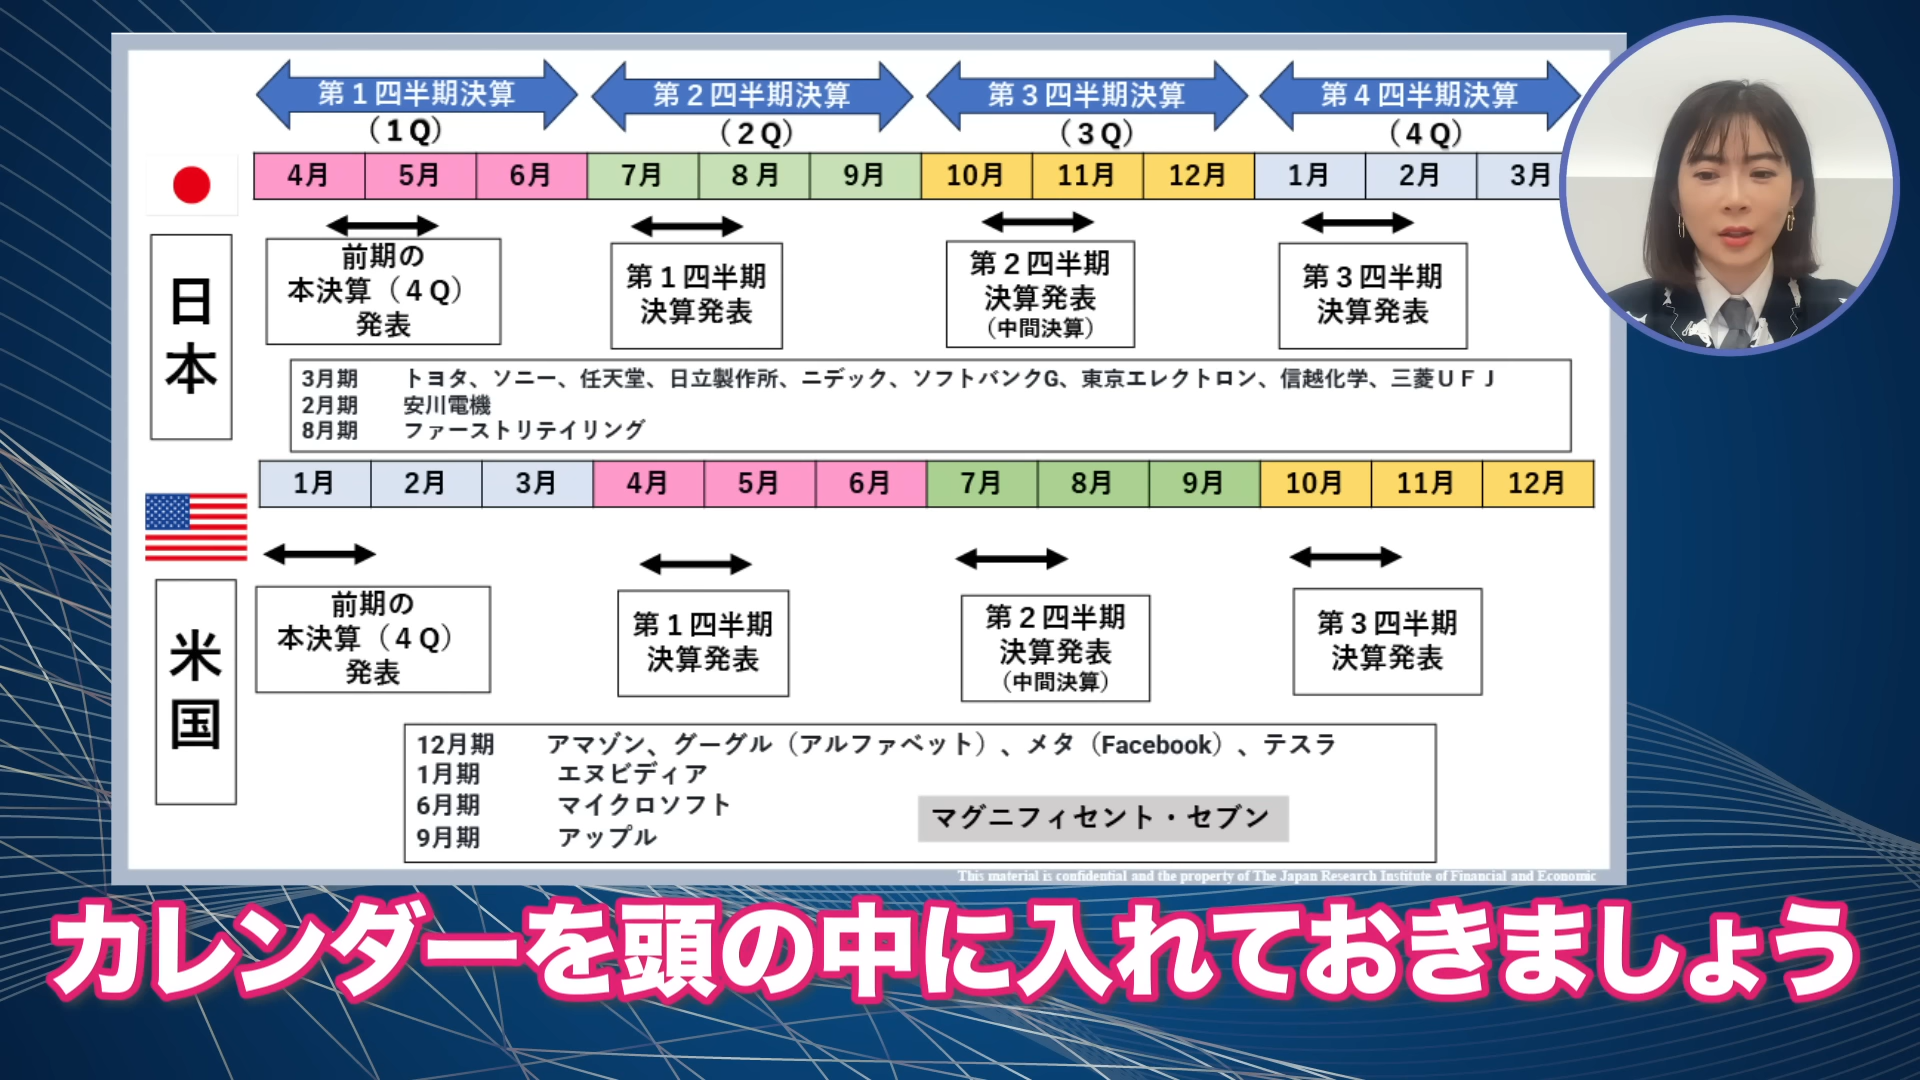 第1四半期決算 第2四半期決算 第3四半期決算 第4四半期決算
（1Q） （2Q） （3Q） （4Q）
4月 5月 6月 7月 8月 9月 10月 11月 12月 1月 2月 3月
日本
前期の
本決算（4Q）
発表
第1四半期
決算発表
第2四半期
決算発表
（中間決算）
第3四半期
決算発表
3月期 トヨタ、ソニー、任天堂、日立製作所、ニデック、ソフトバンクG、東京エレクトロン、信越化学、三菱UFJ
2月期 安川電機
8月期 ファーストリテイリング
1月 2月 3月 4月 5月 6月 7月 8月 9月 10月 11月 12月
米国
前期の
本決算（4Q）
発表
第1四半期
決算発表
第2四半期
決算発表
（中間決算）
第3四半期
決算発表
12月期 アマゾン、グーグル（アルファベット）、メタ（Facebook）、テスラ
1月期 エヌビディア
6月期 マイクロソフト
9月期 アップル
マグニフィセント・セブン
This material is confidential and the property of The Japan Research Institute of Financial and Economic
カレンダーを頭の中に入れておきましょう